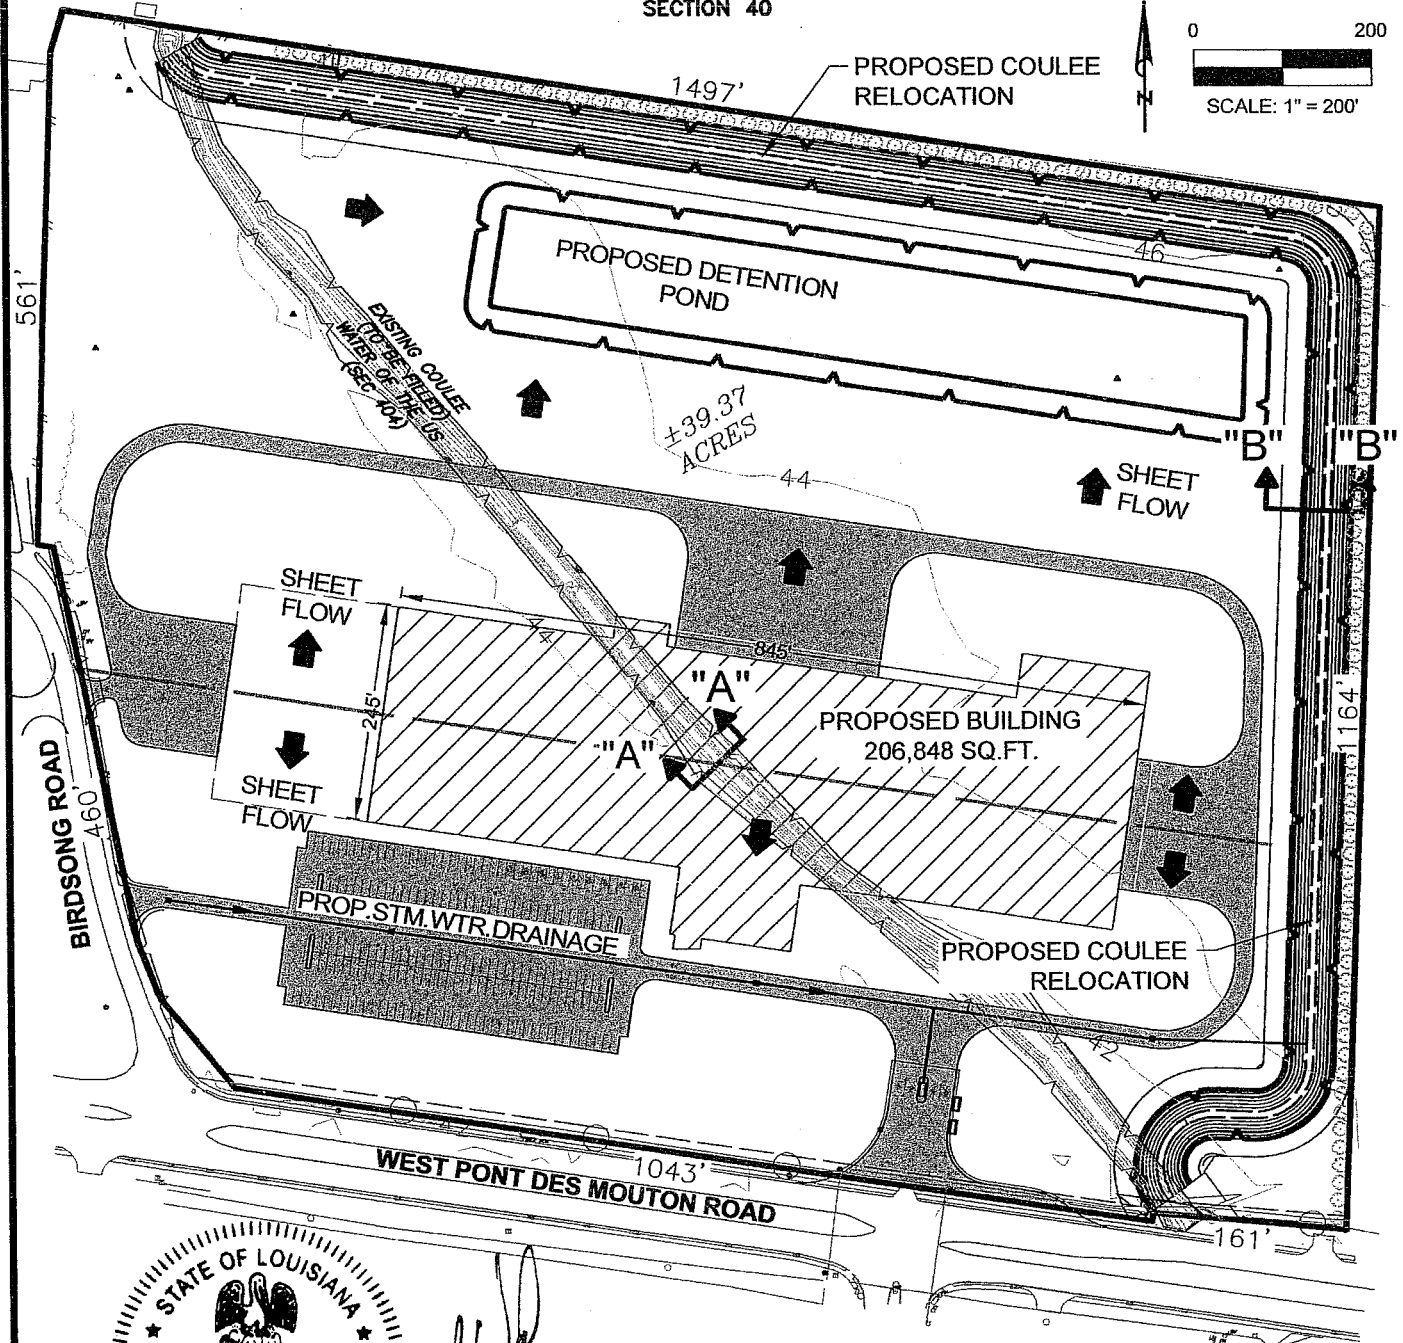 SECTION 40
0 200
SCALE: 1" = 200'
N
PROPOSED COULEE
RELOCATION
1497'
46
PROPOSED DETENTION
POND
561'
EXISTING COULEE
(TO BE FILLED)
WATER OF THE US
(SEC 404)
±39.37
ACRES
44
"B" "B"
SHEET
FLOW
SHEET
FLOW
44
845'
245'
"A"
"A"
PROPOSED BUILDING
206,848 SQ.FT.
1164'
SHEET
FLOW
BIRDSONG ROAD
460'
PROP.STM.WTR.DRAINAGE
PROPOSED COULEE
RELOCATION
42
WEST PONT DES MOUTON ROAD
1043'
161'
STATE OF LOUISIANA